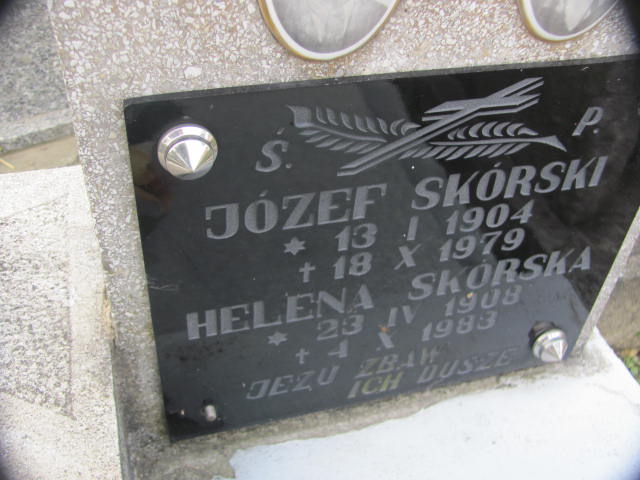 Ś. P.
JÓZEF SKÓRSKI
* 13 I 1904
† 18 X 1979
HELENA SKÓRSKA
* 23 IV 1908
† 4 X 1983
JEZU ZBAW
ICH DUSZE